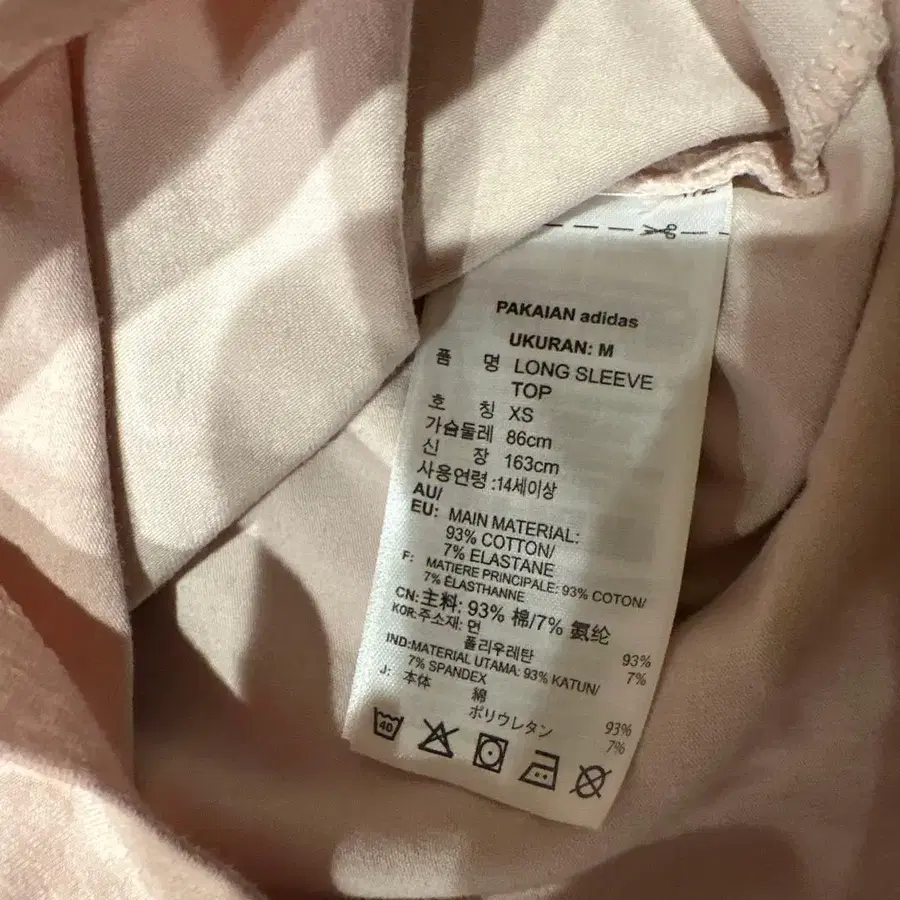 PAKAIAN adidas
UKURAN: M
품 명 LONG SLEEVE
TOP
호 칭 XS
가슴둘레 86cm
신 장 163cm
사용연령 :14세이상
AU/
EU: MAIN MATERIAL:
93% COTTON/
7% ELASTANE
F: MATIERE PRINCIPALE: 93% COTON/
7% ÉLASTHANNE
CN: 主料: 93% 棉/7% 氨纶
KOR: 주소재: 면 93%
폴리우레탄 7%
IND:MATERIAL UTAMA: 93% KATUN/
7% SPANDEX
J: 本体 綿 93%
ポリウレタン 7%
40